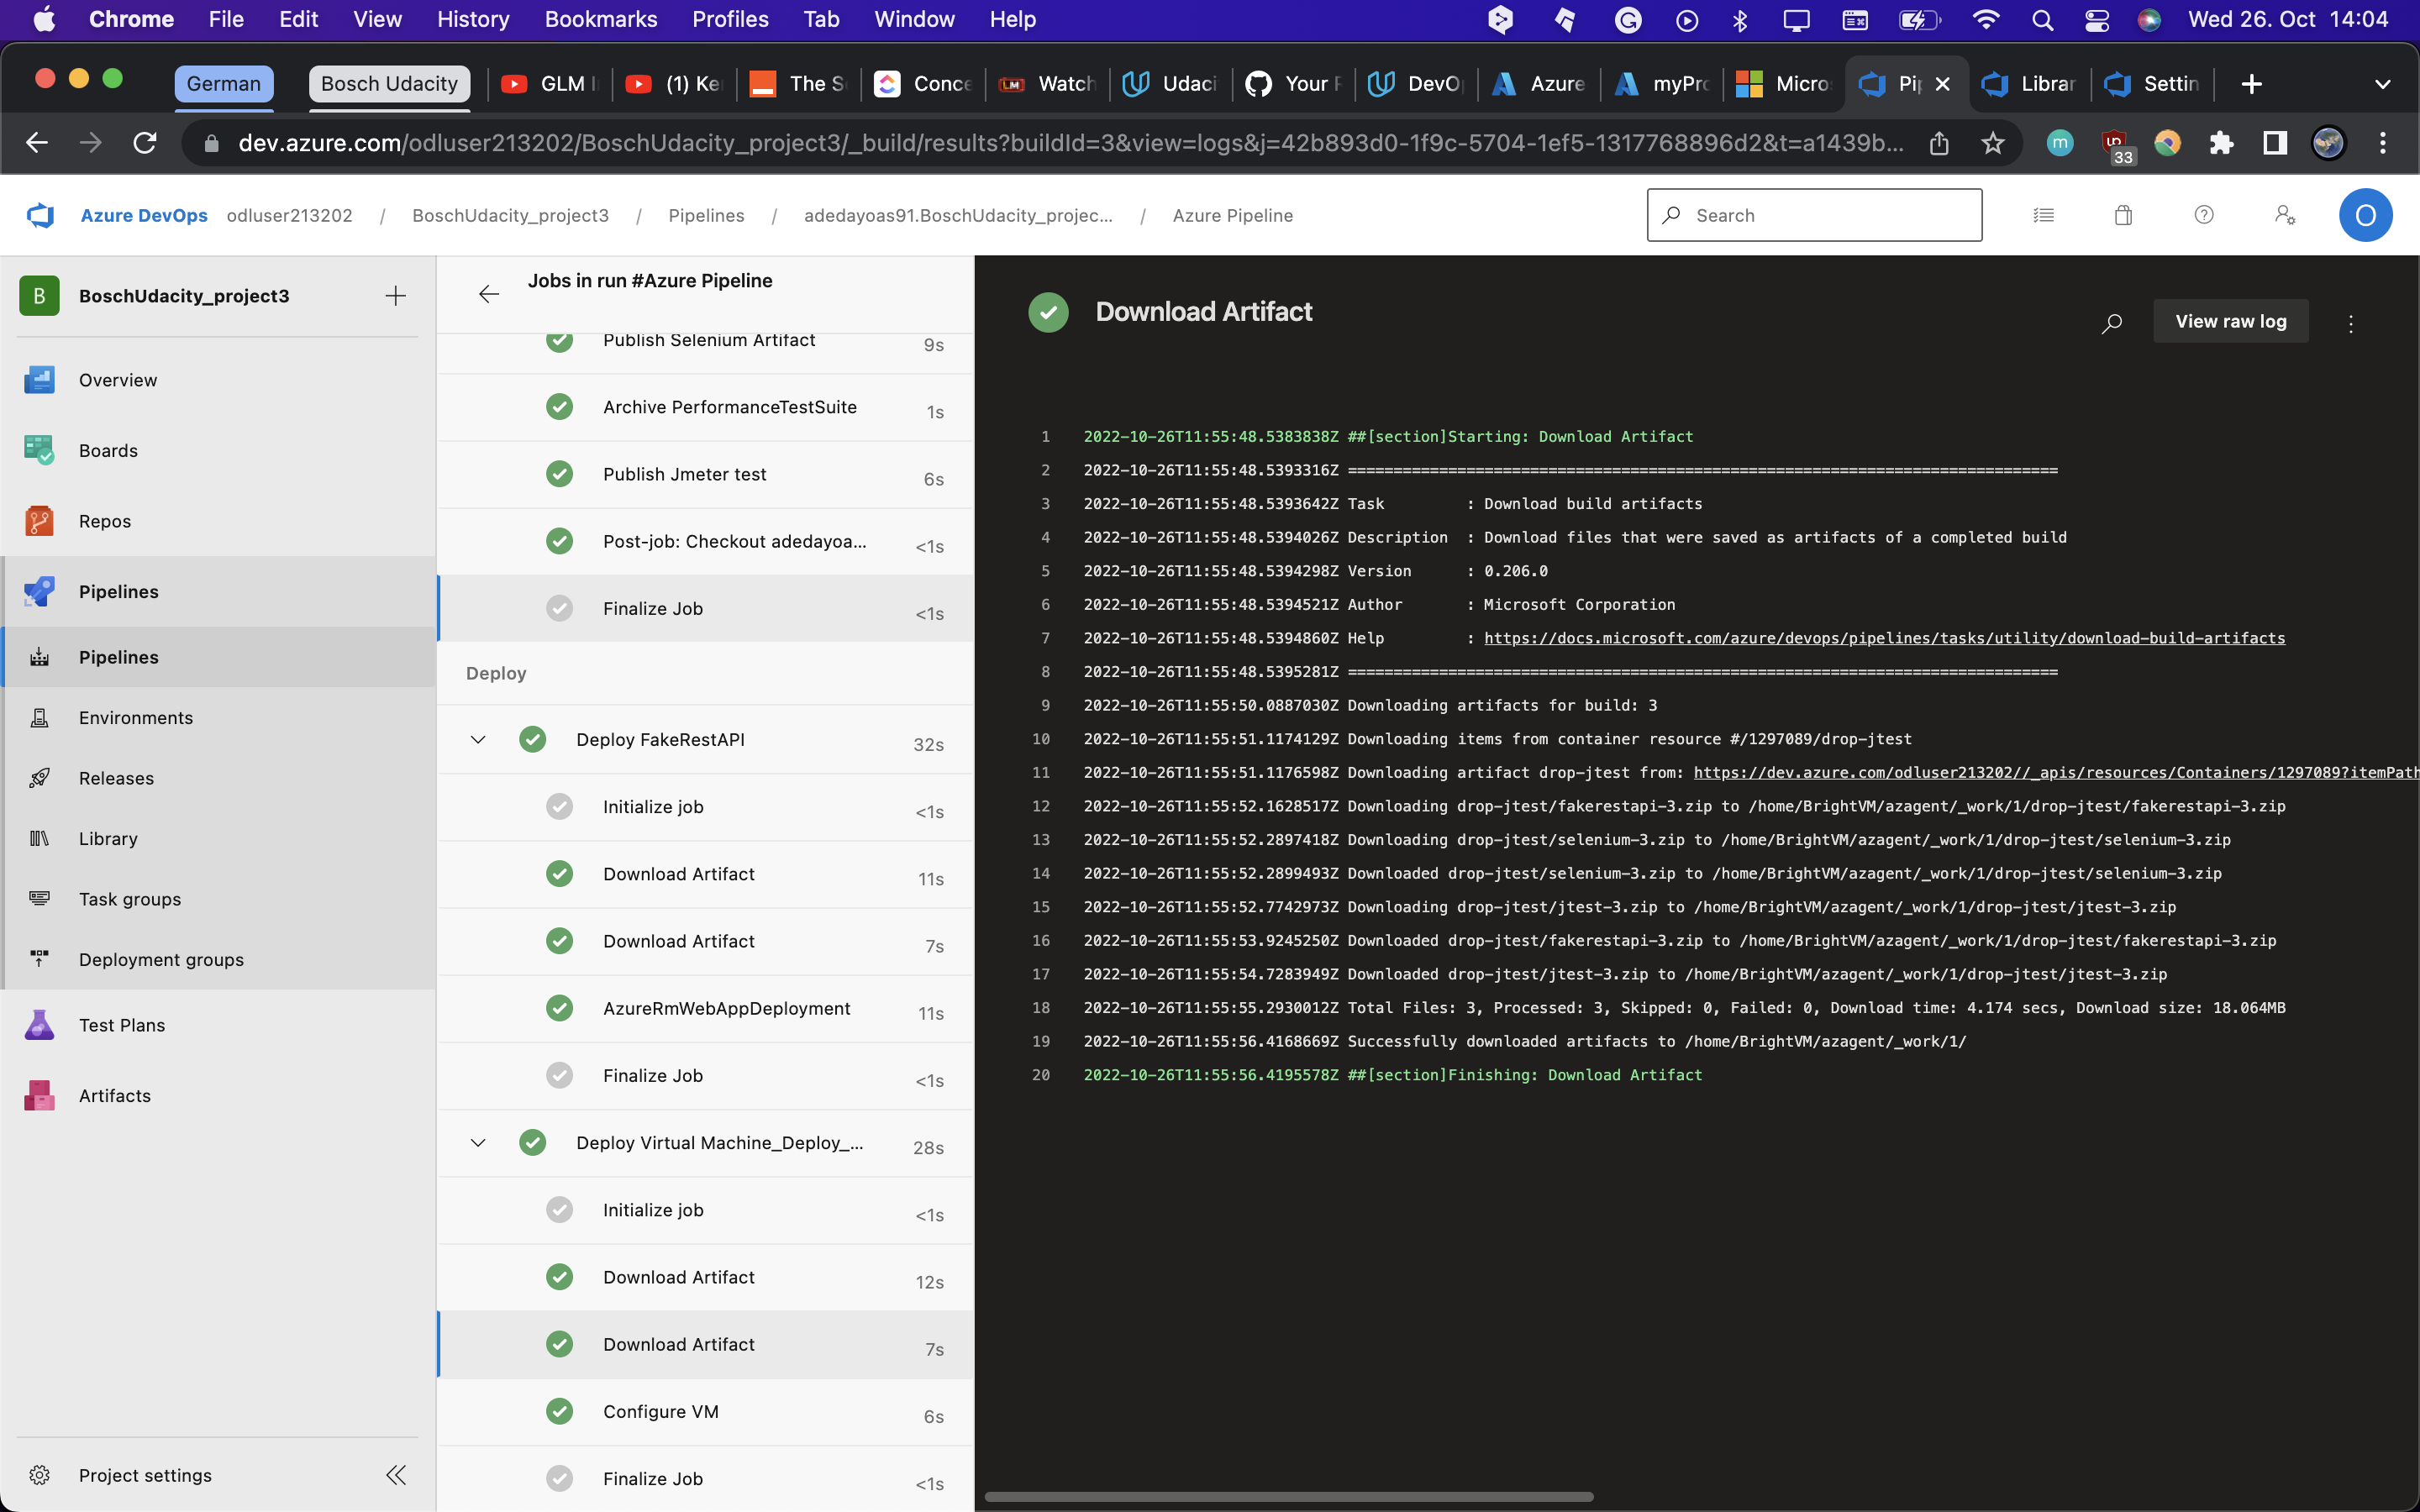 Chrome File Edit View History Bookmarks Profiles Tab Window Help Wed 26. Oct 14:04
German Bosch Udacity GLM (1) Ke The S Conce LM Watch Udaci Your DevO Azure myPro Micro Pi Librar Settin
dev.azure.com/odluser213202/BoschUdacity_project3/_build/results?buildId=3&view=logs&j=42b893d0-1f9c-5704-1ef5-1317768896d2&t=a1439b... m 33
Azure DevOps odluser213202 / BoschUdacity_project3 / Pipelines / adedayoas91.BoschUdacity_projec... / Azure Pipeline Search O
B BoschUdacity_project3
Overview
Boards
Repos
Pipelines
Pipelines
Environments
Releases
Library
Task groups
Deployment groups
Test Plans
Artifacts
Project settings
Jobs in run #Azure Pipeline
Publish Selenium Artifact 9s
Archive PerformanceTestSuite 1s
Publish Jmeter test 6s
Post-job: Checkout adedayoa... <1s
Finalize Job <1s
Deploy
Deploy FakeRestAPI 32s
Initialize job <1s
Download Artifact 11s
Download Artifact 7s
AzureRmWebAppDeployment 11s
Finalize Job <1s
Deploy Virtual Machine_Deploy_... 28s
Initialize job <1s
Download Artifact 12s
Download Artifact 7s
Configure VM 6s
Finalize Job <1s
Download Artifact
View raw log
1 2022-10-26T11:55:48.5383838Z ##[section]Starting: Download Artifact
2 2022-10-26T11:55:48.5393316Z ==============================================================================
3 2022-10-26T11:55:48.5393642Z Task : Download build artifacts
4 2022-10-26T11:55:48.5394026Z Description : Download files that were saved as artifacts of a completed build
5 2022-10-26T11:55:48.5394298Z Version : 0.206.0
6 2022-10-26T11:55:48.5394521Z Author : Microsoft Corporation
7 2022-10-26T11:55:48.5394860Z Help : https://docs.microsoft.com/azure/devops/pipelines/tasks/utility/download-build-artifacts
8 2022-10-26T11:55:48.5395281Z ==============================================================================
9 2022-10-26T11:55:50.0887030Z Downloading artifacts for build: 3
10 2022-10-26T11:55:51.1174129Z Downloading items from container resource #/1297089/drop-jtest
11 2022-10-26T11:55:51.1176598Z Downloading artifact drop-jtest from: https://dev.azure.com/odluser213202//_apis/resources/Containers/1297089?itemPath
12 2022-10-26T11:55:52.1628517Z Downloading drop-jtest/fakerestapi-3.zip to /home/BrightVM/azagent/_work/1/drop-jtest/fakerestapi-3.zip
13 2022-10-26T11:55:52.2897418Z Downloading drop-jtest/selenium-3.zip to /home/BrightVM/azagent/_work/1/drop-jtest/selenium-3.zip
14 2022-10-26T11:55:52.2899493Z Downloaded drop-jtest/selenium-3.zip to /home/BrightVM/azagent/_work/1/drop-jtest/selenium-3.zip
15 2022-10-26T11:55:52.7742973Z Downloading drop-jtest/jtest-3.zip to /home/BrightVM/azagent/_work/1/drop-jtest/jtest-3.zip
16 2022-10-26T11:55:53.9245250Z Downloaded drop-jtest/fakerestapi-3.zip to /home/BrightVM/azagent/_work/1/drop-jtest/fakerestapi-3.zip
17 2022-10-26T11:55:54.7283949Z Downloaded drop-jtest/jtest-3.zip to /home/BrightVM/azagent/_work/1/drop-jtest/jtest-3.zip
18 2022-10-26T11:55:55.2930012Z Total Files: 3, Processed: 3, Skipped: 0, Failed: 0, Download time: 4.174 secs, Download size: 18.064MB
19 2022-10-26T11:55:56.4168669Z Successfully downloaded artifacts to /home/BrightVM/azagent/_work/1/
20 2022-10-26T11:55:56.4195578Z ##[section]Finishing: Download Artifact